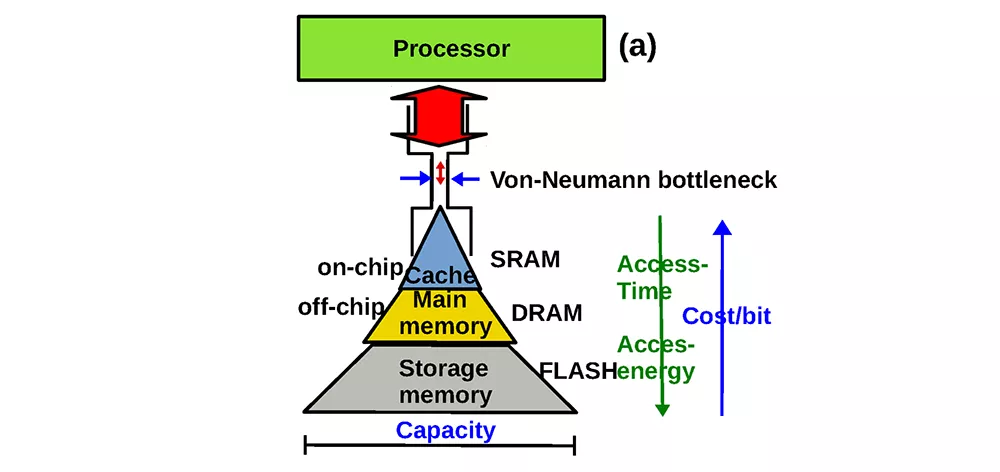 Processor
(a)
Von-Neumann bottleneck
on-chip
Cache
SRAM
off-chip
Main
memory
DRAM
Storage
memory
FLASH
Access-
Time
Acces-
energy
Cost/bit
Capacity